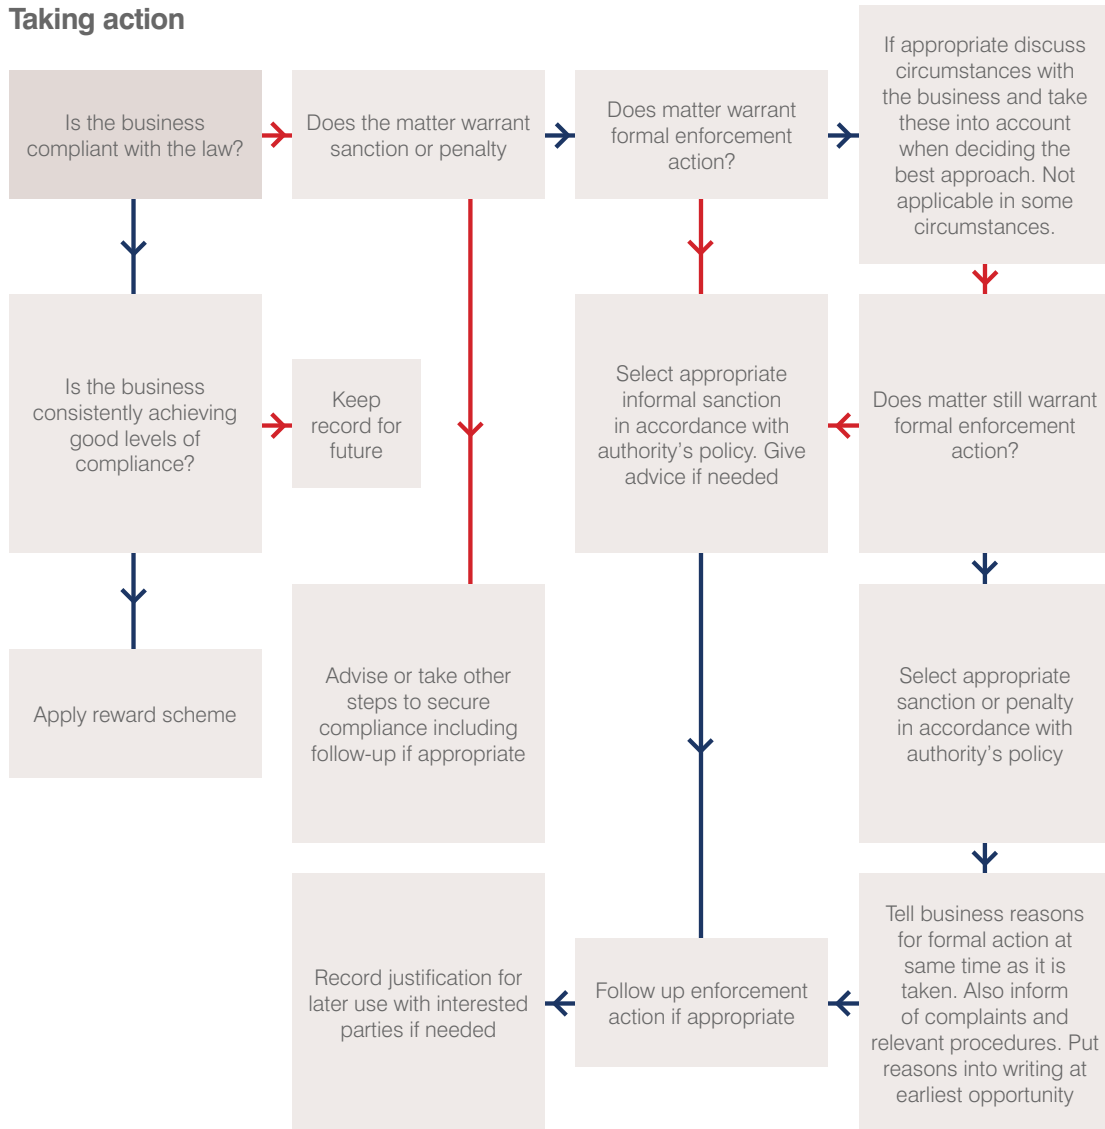 Taking action
Is the business
compliant with the law?
Does the matter warrant
sanction or penalty
Does matter warrant
formal enforcement
action?
If appropriate discuss
circumstances with
the business and take
these into account
when deciding the
best approach. Not
applicable in some
circumstances.
Is the business
consistently achieving
good levels of
compliance?
Keep
record for
future
Select appropriate
informal sanction
in accordance with
authority’s policy. Give
advice if needed
Does matter still warrant
formal enforcement
action?
Apply reward scheme
Advise or take other
steps to secure
compliance including
follow-up if appropriate
Select appropriate
sanction or penalty
in accordance with
authority’s policy
Record justification for
later use with interested
parties if needed
Follow up enforcement
action if appropriate
Tell business reasons
for formal action at
same time as it is
taken. Also inform
of complaints and
relevant procedures. Put
reasons into writing at
earliest opportunity